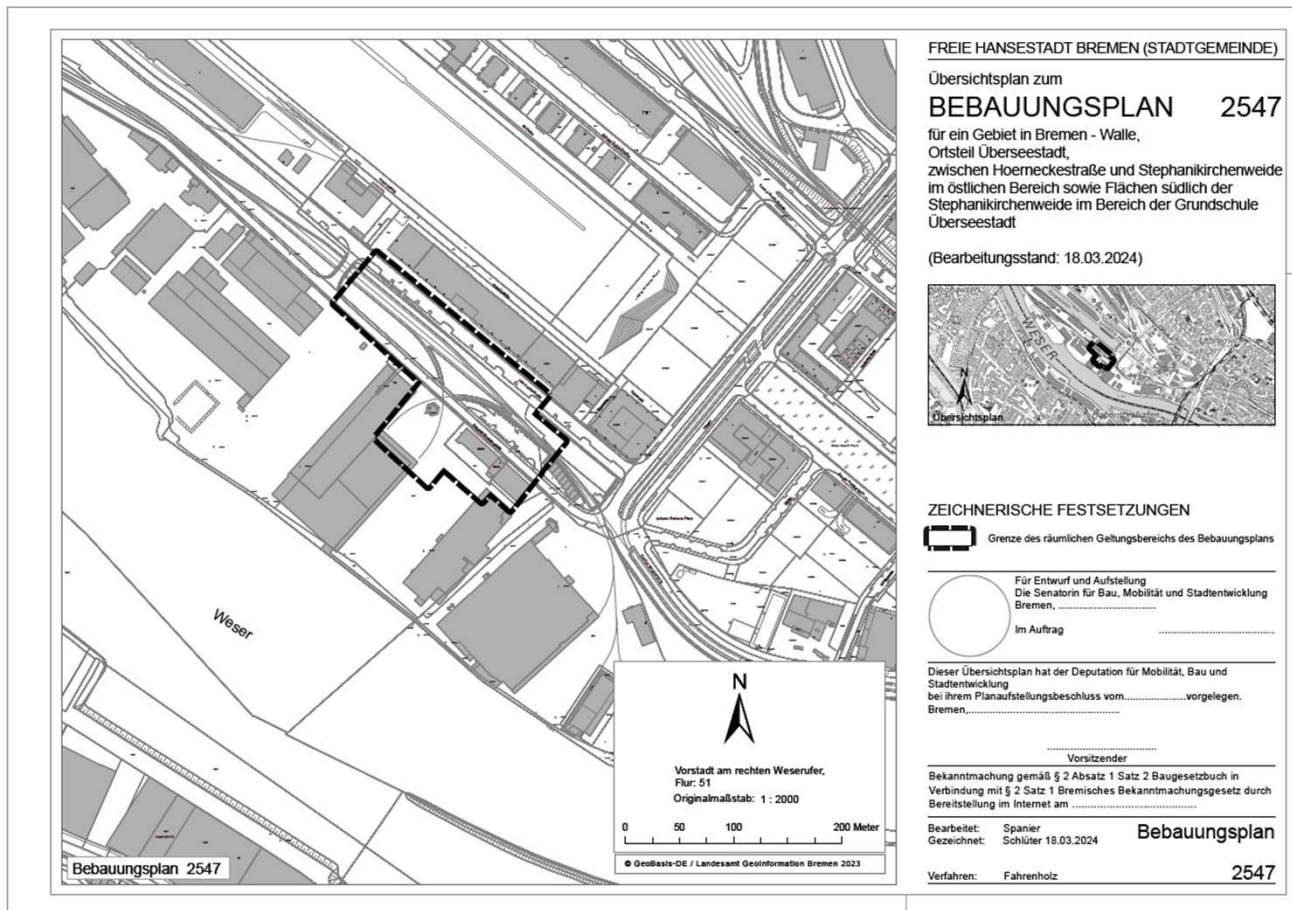 FREIE HANSESTADT BREMEN (STADTGEMEINDE)
Übersichtsplan zum
BEBAUUNGSPLAN 2547
für ein Gebiet in Bremen - Walle,
Ortsteil Überseestadt,
zwischen Hoerneckestraße und Stephanikirchenweide
im östlichen Bereich sowie Flächen südlich der
Stephanikirchenweide im Bereich der Grundschule
Überseestadt
(Bearbeitungsstand: 18.03.2024)
WESER
N
Übersichtsplan
ZEICHNERISCHE FESTSETZUNGEN
Grenze des räumlichen Geltungsbereichs des Bebauungsplans
Für Entwurf und Aufstellung
Die Senatorin für Bau, Mobilität und Stadtentwicklung
Bremen, ................................
Im Auftrag ......................................
Dieser Übersichtsplan hat der Deputation für Mobilität, Bau und
Stadtentwicklung
bei ihrem Planaufstellungsbeschluss vom....................vorgelegen.
Bremen,..................................................
....................................
Vorsitzender
Bekanntmachung gemäß § 2 Absatz 1 Satz 2 Baugesetzbuch in
Verbindung mit § 2 Satz 1 Bremisches Bekanntmachungsgesetz durch
Bereitstellung im Internet am .........................................
Bearbeitet: Spanier
Gezeichnet: Schlüter 18.03.2024
Bebauungsplan
Verfahren: Fahrenholz
2547
Weser
N
Vorstadt am rechten Weserufer,
Flur: 51
Originalmaßstab: 1 : 2000
0 50 100 200 Meter
© GeoBasis-DE / Landesamt GeoInformation Bremen 2023
Bebauungsplan 2547